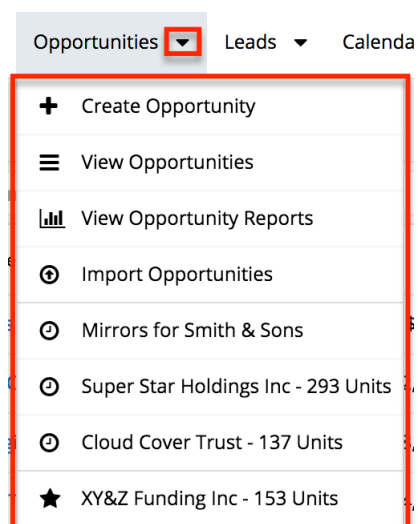 Opportunities Leads Calenda
Create Opportunity
View Opportunities
View Opportunity Reports
Import Opportunities
Mirrors for Smith & Sons
Super Star Holdings Inc - 293 Units
Cloud Cover Trust - 137 Units
XY&Z Funding Inc - 153 Units